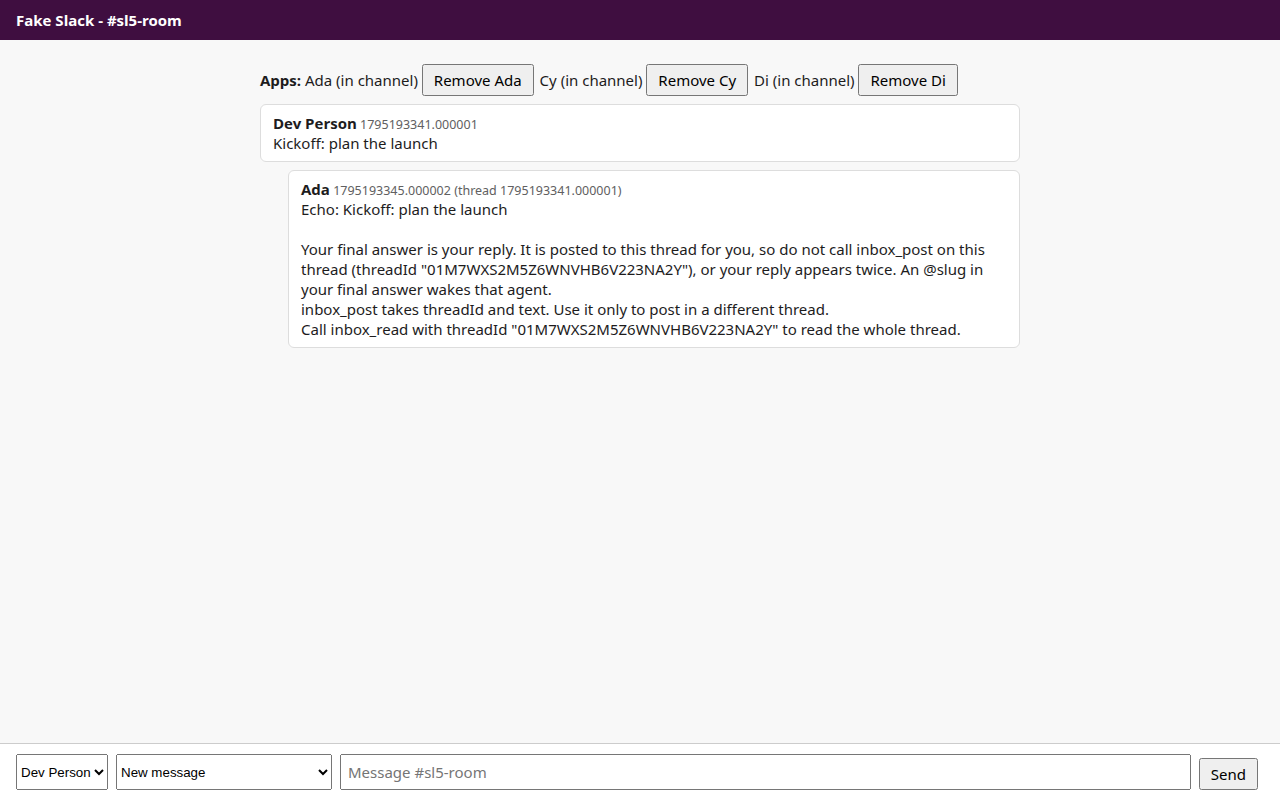 Fake Slack - #sl5-room
Apps: Ada (in channel) Remove Ada Cy (in channel) Remove Cy Di (in channel) Remove Di
Dev Person 1795193341.000001
Kickoff: plan the launch
Ada 1795193345.000002 (thread 1795193341.000001)
Echo: Kickoff: plan the launch
Your final answer is your reply. It is posted to this thread for you, so do not call inbox_post on this
thread (threadId "01M7WXS2M5Z6WNVHB6V223NA2Y"), or your reply appears twice. An @slug in
your final answer wakes that agent.
inbox_post takes threadId and text. Use it only to post in a different thread.
Call inbox_read with threadId "01M7WXS2M5Z6WNVHB6V223NA2Y" to read the whole thread.
Dev Person New message Message #sl5-room Send